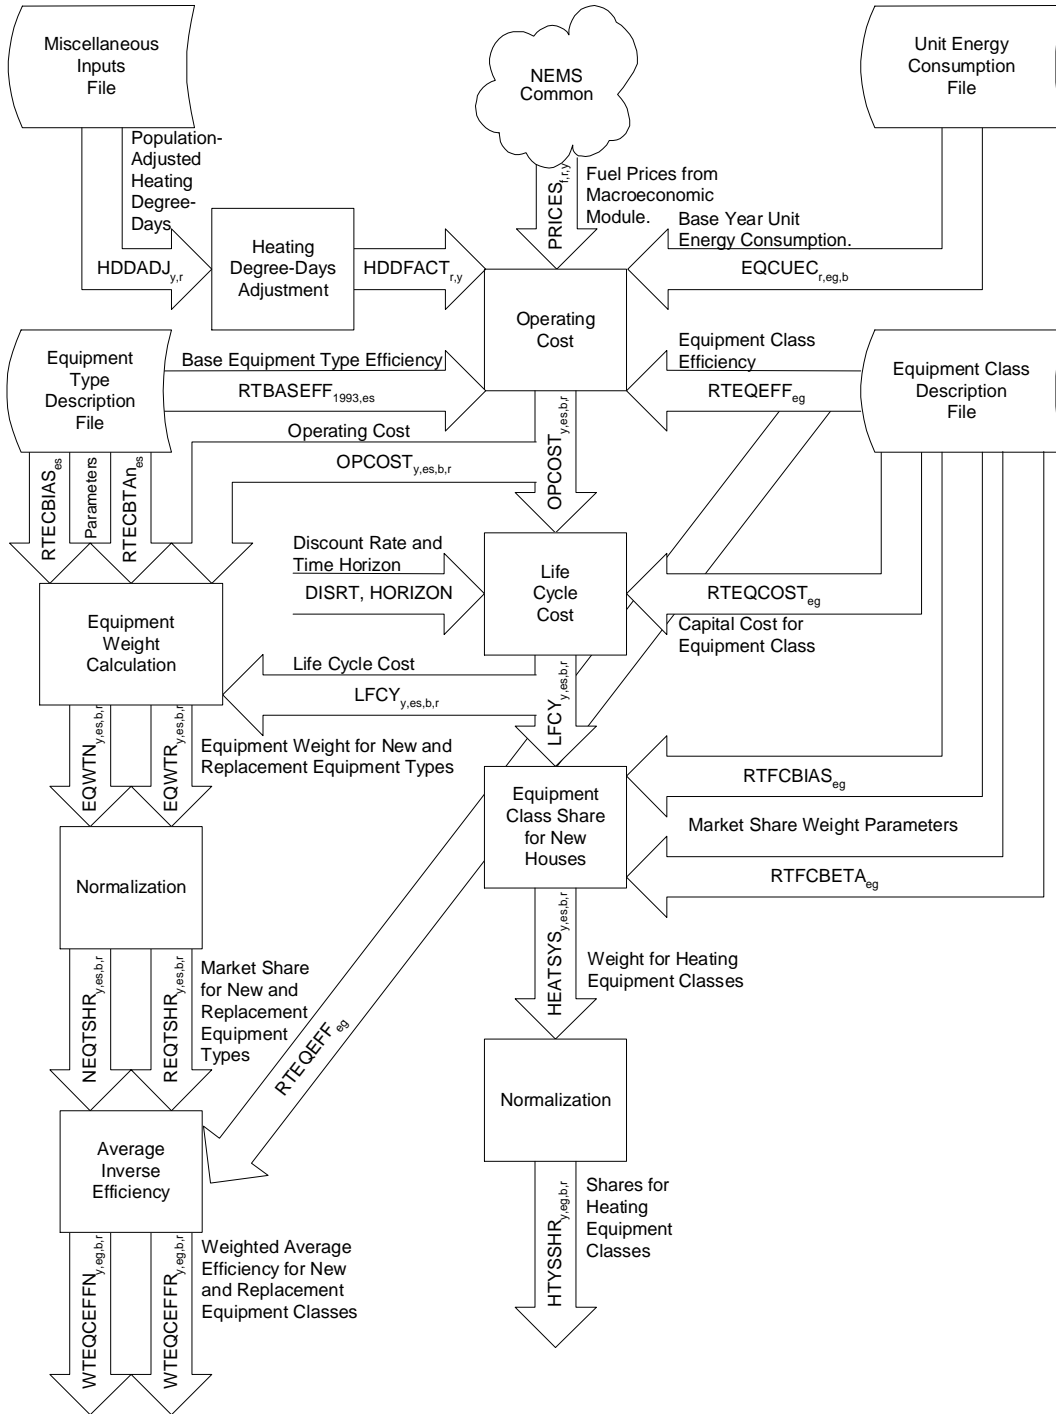 Miscellaneous
Inputs
File
NEMS
Common
Unit Energy
Consumption
File
Population-
Adjusted
Heating
Degree-
Days
HDDADJy,r
Heating
Degree-Days
Adjustment
HDDFACTr,y
PRICESf,r,y
Fuel Prices from
Macroeconomic
Module.
Base Year Unit
Energy Consumption.
EQCUECr,eg,b
Operating
Cost
Equipment
Type
Description
File
Base Equipment Type Efficiency
RTBASEFF1993,es
Equipment Class
Efficiency
RTEQEFFeg
Equipment Class
Description
File
RTECBIASes
Parameters
RTECBTAnes
Operating Cost
OPCOSTy,es,b,r
OPCOSTy,es,b,r
Discount Rate and
Time Horizon
DISRT, HORIZON
Life
Cycle
Cost
RTEQCOSTeg
Capital Cost for
Equipment Class
Equipment
Weight
Calculation
Life Cycle Cost
LFCYy,es,b,r
LFCYy,es,b,r
EQWTNy,es,b,r
EQWTRy,es,b,r
Equipment Weight for New and
Replacement Equipment Types
Equipment
Class Share
for New
Houses
RTFCBIASeg
Market Share Weight Parameters
RTFCBETAeg
Normalization
HEATSYSy,es,b,r
Weight for Heating
Equipment Classes
NEQTSHRy,es,b,r
REQTSHRy,es,b,r
Market Share
for New and
Replacement
Equipment
Types
RTEQEFFeg
Normalization
Average
Inverse
Efficiency
HTYSSHRy,eg,b,r
Shares for
Heating
Equipment
Classes
WTEQCEFFNy,eg,b,r
WTEQCEFFRy,eg,b,r
Weighted Average
Efficiency for New
and Replacement
Equipment Classes